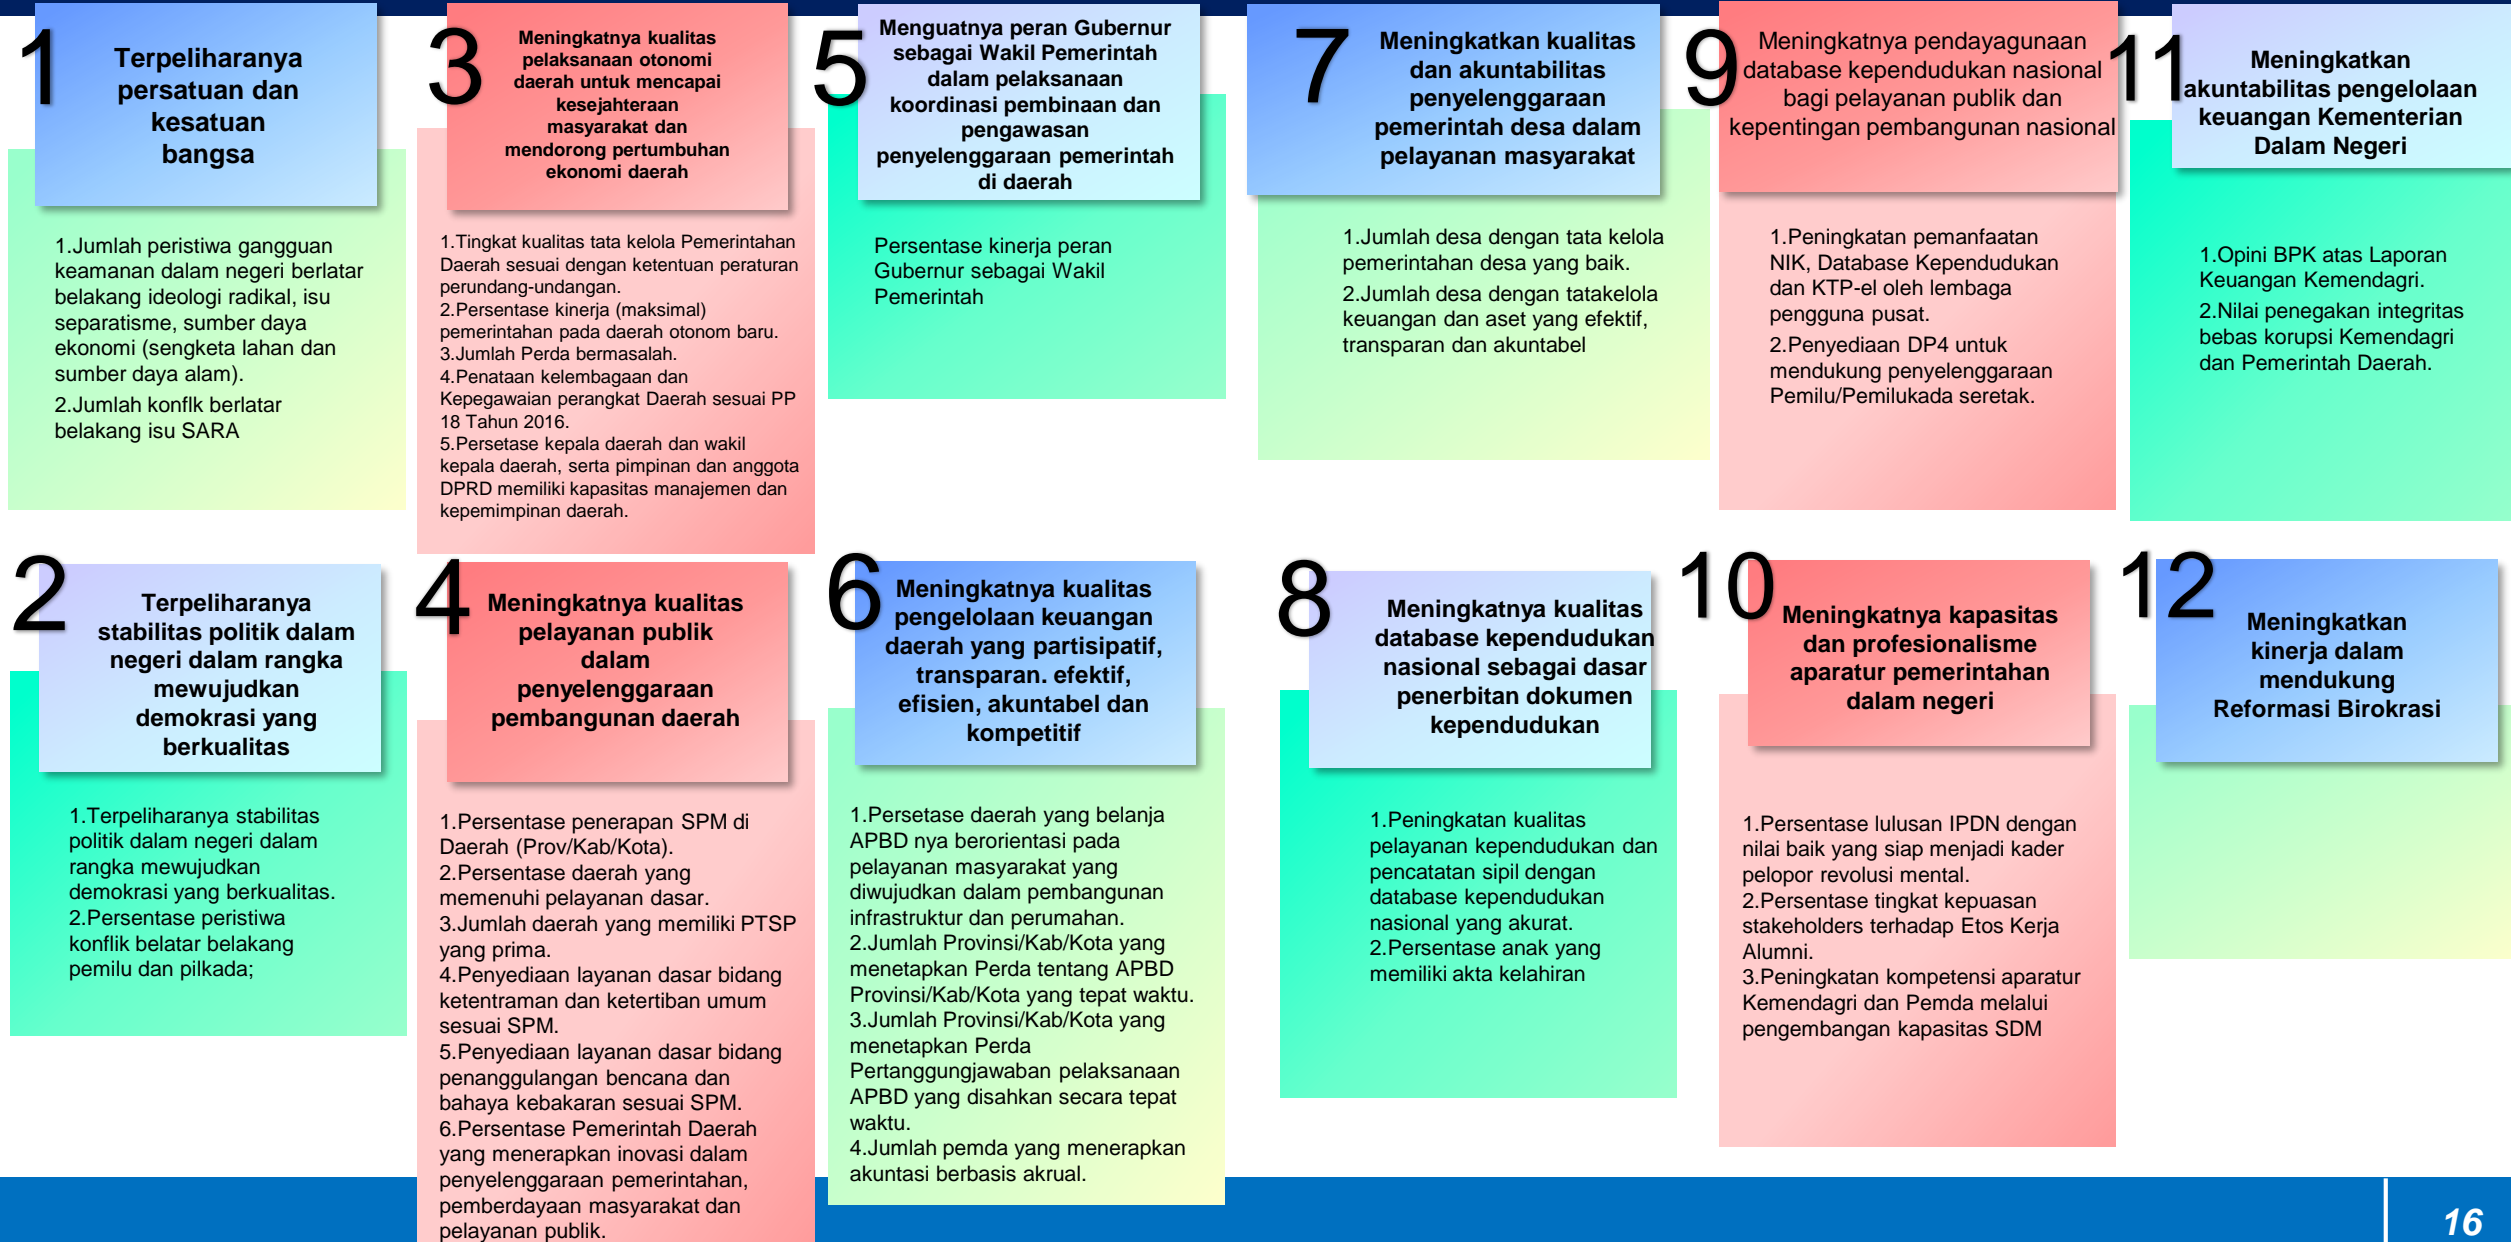 1
Terpeliharanya
persatuan dan
kesatuan
bangsa
1.Jumlah peristiwa gangguan
keamanan dalam negeri berlatar
belakang ideologi radikal, isu
separatisme, sumber daya
ekonomi (sengketa lahan dan
sumber daya alam).
2.Jumlah konflk berlatar
belakang isu SARA
3
Meningkatnya kualitas
pelaksanaan otonomi
daerah untuk mencapai
kesejahteraan
masyarakat dan
mendorong pertumbuhan
ekonomi daerah
1.Tingkat kualitas tata kelola Pemerintahan
Daerah sesuai dengan ketentuan peraturan
perundang-undangan.
2.Persentase kinerja (maksimal)
pemerintahan pada daerah otonom baru.
3.Jumlah Perda bermasalah.
4.Penataan kelembagaan dan
Kepegawaian perangkat Daerah sesuai PP
18 Tahun 2016.
5.Persetase kepala daerah dan wakil
kepala daerah, serta pimpinan dan anggota
DPRD memiliki kapasitas manajemen dan
kepemimpinan daerah.
5
Menguatnya peran Gubernur
sebagai Wakil Pemerintah
dalam pelaksanaan
koordinasi pembinaan dan
pengawasan
penyelenggaraan pemerintah
di daerah
Persentase kinerja peran
Gubernur sebagai Wakil
Pemerintah
7
Meningkatkan kualitas
dan akuntabilitas
penyelenggaraan
pemerintah desa dalam
pelayanan masyarakat
1.Jumlah desa dengan tata kelola
pemerintahan desa yang baik.
2.Jumlah desa dengan tatakelola
keuangan dan aset yang efektif,
transparan dan akuntabel
9
Meningkatnya pendayagunaan
database kependudukan nasional
bagi pelayanan publik dan
kepentingan pembangunan nasional
1.Peningkatan pemanfaatan
NIK, Database Kependudukan
dan KTP-el oleh lembaga
pengguna pusat.
2.Penyediaan DP4 untuk
mendukung penyelenggaraan
Pemilu/Pemilukada seretak.
11
Meningkatkan
akuntabilitas pengelolaan
keuangan Kementerian
Dalam Negeri
1.Opini BPK atas Laporan
Keuangan Kemendagri.
2.Nilai penegakan integritas
bebas korupsi Kemendagri
dan Pemerintah Daerah.
2
Terpeliharanya
stabilitas politik dalam
negeri dalam rangka
mewujudkan
demokrasi yang
berkualitas
1.Terpeliharanya stabilitas
politik dalam negeri dalam
rangka mewujudkan
demokrasi yang berkualitas.
2.Persentase peristiwa
konflik belatar belakang
pemilu dan pilkada;
4
Meningkatnya kualitas
pelayanan publik
dalam
penyelenggaraan
pembangunan daerah
1.Persentase penerapan SPM di
Daerah (Prov/Kab/Kota).
2.Persentase daerah yang
memenuhi pelayanan dasar.
3.Jumlah daerah yang memiliki PTSP
yang prima.
4.Penyediaan layanan dasar bidang
ketentraman dan ketertiban umum
sesuai SPM.
5.Penyediaan layanan dasar bidang
penanggulangan bencana dan
bahaya kebakaran sesuai SPM.
6.Persentase Pemerintah Daerah
yang menerapkan inovasi dalam
penyelenggaraan pemerintahan,
pemberdayaan masyarakat dan
pelayanan publik.
6
Meningkatnya kualitas
pengelolaan keuangan
daerah yang partisipatif,
transparan. efektif,
efisien, akuntabel dan
kompetitif
1.Persetase daerah yang belanja
APBD nya berorientasi pada
pelayanan masyarakat yang
diwujudkan dalam pembangunan
infrastruktur dan perumahan.
2.Jumlah Provinsi/Kab/Kota yang
menetapkan Perda tentang APBD
Provinsi/Kab/Kota yang tepat waktu.
3.Jumlah Provinsi/Kab/Kota yang
menetapkan Perda
Pertanggungjawaban pelaksanaan
APBD yang disahkan secara tepat
waktu.
4.Jumlah pemda yang menerapkan
akuntasi berbasis akrual.
8
Meningkatnya kualitas
database kependudukan
nasional sebagai dasar
penerbitan dokumen
kependudukan
1.Peningkatan kualitas
pelayanan kependudukan dan
pencatatan sipil dengan
database kependudukan
nasional yang akurat.
2.Persentase anak yang
memiliki akta kelahiran
10
Meningkatnya kapasitas
dan profesionalisme
aparatur pemerintahan
dalam negeri
1.Persentase lulusan IPDN dengan
nilai baik yang siap menjadi kader
pelopor revolusi mental.
2.Persentase tingkat kepuasan
stakeholders terhadap Etos Kerja
Alumni.
3.Peningkatan kompetensi aparatur
Kemendagri dan Pemda melalui
pengembangan kapasitas SDM
12
Meningkatkan
kinerja dalam
mendukung
Reformasi Birokrasi
16